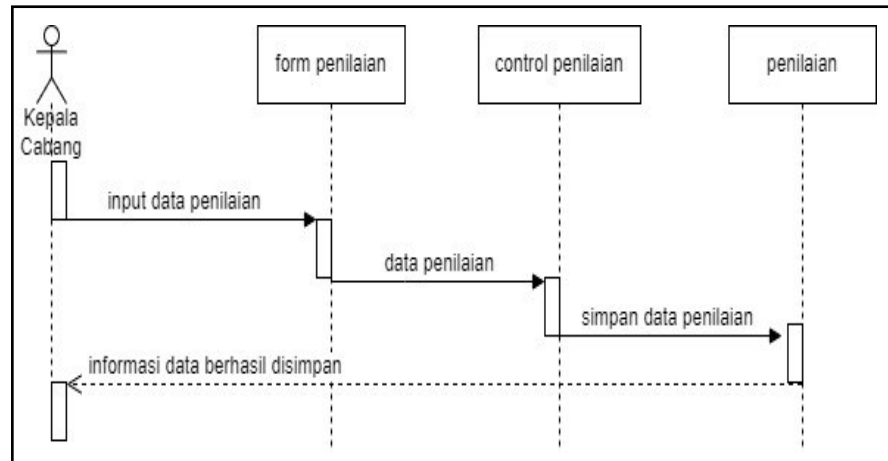 form penilaian
control penilaian
penilaian
Kepala
Cabang
input data penilaian
data penilaian
simpan data penilaian
informasi data berhasil disimpan